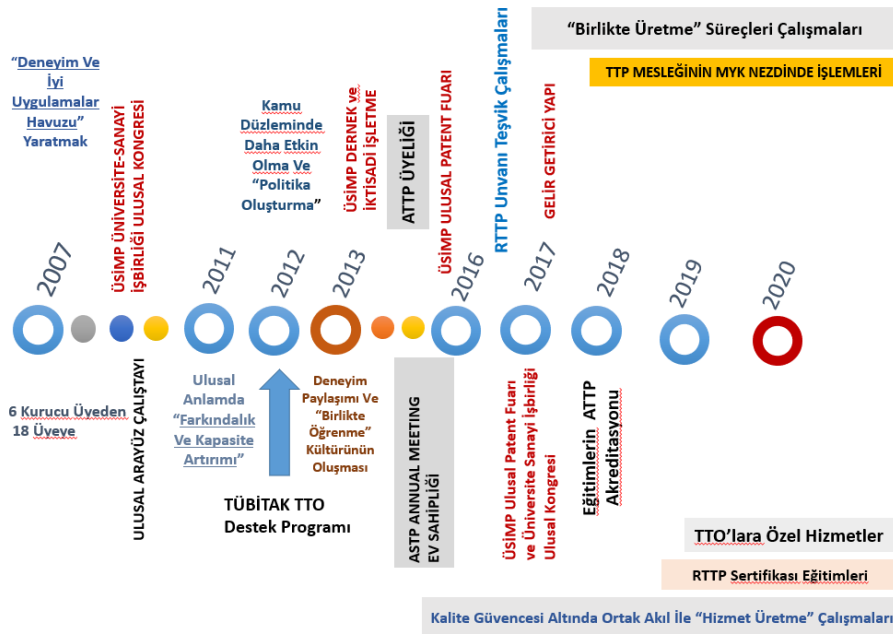 “Birlikte Üretme” Süreçleri Çalışmaları
TTP MESLEĞİNİN MYK NEZDİNDE İŞLEMLERİ
“Deneyim Ve
İyi
Uygulamalar
Havuzu”
Yaratmak
ÜSİMP ÜNİVERSİTE-SANAYİ
İŞBİRLİĞİ ULUSAL KONGRESİ
Kamu
Düzleminde
Daha Etkin
Olma Ve
“Politika
Oluşturma”
ÜSİMP DERNEK ve
İKTİSADİ İŞLETME
ATTP ÜYELİĞİ
ÜSİMP ULUSAL PATENT FUARI
RTTP Unvanı Teşvik Çalışmaları
GELİR GETİRİCİ YAPI
2007
2011
2012
2013
2016
2017
2018
2019
2020
6 Kurucu Üyeden
18 Üyeye
ULUSAL ARAYÜZ ÇALIŞTAYI
Ulusal
Anlamda
“Farkındalık
Ve Kapasite
Artırımı”
TÜBİTAK TTO
Destek Programı
Deneyim
Paylaşımı Ve
“Birlikte
Öğrenme”
Kültürünün
Oluşması
ASTP ANNUAL MEETING
EV SAHİPLİĞİ
ÜSİMP Ulusal Patent Fuarı
ve Üniversite Sanayi İşbirliği
Ulusal Kongresi
Eğitimlerin ATTP
Akreditasyonu
TTO’lara Özel Hizmetler
RTTP Sertifikası Eğitimleri
Kalite Güvencesi Altında Ortak Akıl İle “Hizmet Üretme” Çalışmaları